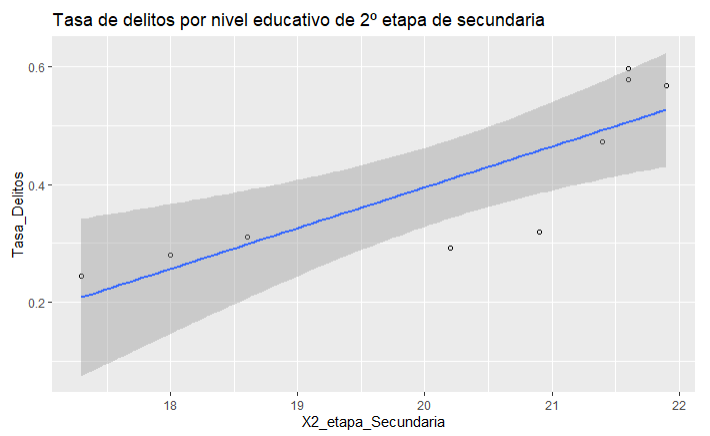 Tasa de delitos por nivel educativo de 2º etapa de secundaria
0.6
0.4
0.2
Tasa_Delitos
18 19 20 21 22
X2_etapa_Secundaria